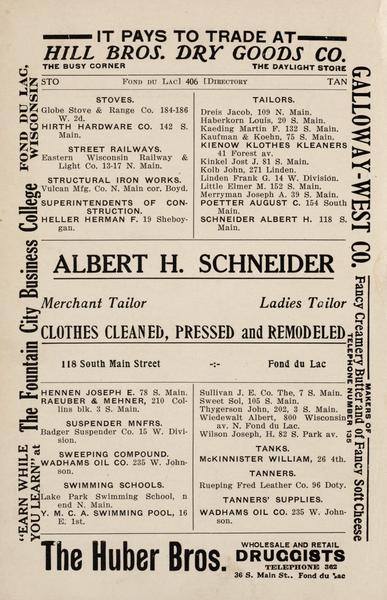 IT PAYS TO TRADE AT
HILL BROS. DRY GOODS CO.
THE BUSY CORNER THE DAYLIGHT STORE
STO FOND DU LAC] 406 [DIRECTORY TAN
STOVES.
Globe Stove & Range Co. 184-186
W. 2d.
HIRTH HARDWARE CO. 142 S.
Main.
STREET RAILWAYS.
Eastern Wisconsin Railway &
Light Co. 13-17 N. Main.
STRUCTURAL IRON WORKS.
Vulcan Mfg. Co. N. Main cor. Boyd.
SUPERINTENDENTS OF CON-
STRUCTION.
HELLER HERMAN F. 19 Sheboy-
gan.
TAILORS.
Dreis Jacob, 109 N. Main.
Haberkorn Louis, 20 S. Main.
Kaeding Martin F. 132 S. Main.
Kaufman & Koehn, 75 S. Main.
KIENOW KLOTHES KLEANERS
41 Forest av.
Kinkel Jost J. 81 S. Main.
Kolb John, 271 Linden.
Linden Frank G. 14 W. Division.
Little Elmer M. 152 S. Main.
Merryman Joseph A. 39 S. Main.
POETTER AUGUST C. 154 South
Main.
SCHNEIDER ALBERT H. 118 S.
Main.
ALBERT H. SCHNEIDER
Merchant Tailor Ladies Tailor
CLOTHES CLEANED, PRESSED and REMODELED
118 South Main Street -:- Fond du Lac
HENNEN JOSEPH E. 78 S. Main.
RAEUBER & MEHNER, 210 Col-
lins blk. 3 S. Main.
SUSPENDER MNFRS.
Badger Suspender Co. 15 W. Divi-
sion.
SWEEPING COMPOUND.
WADHAMS OIL CO. 235 W. John-
son.
SWIMMING SCHOOLS.
Lake Park Swimming School, n
end N. Main.
Y. M. C. A. SWIMMING POOL, 16
E. 1st.
Sullivan J. E. Co. The, 7 S. Main.
Sweet Sol, 105 S. Main.
Thygerson John, 202, 3 S. Main.
Wiedewalt Albert, 800 Wisconsin
av. N. Fond du Lac.
Wilson Joseph, H. 82 S. Park av.
TANKS.
McKINNISTER WILLIAM, 26 4th.
TANNERS.
Rueping Fred Leather Co. 96 Doty.
TANNERS' SUPPLIES.
WADHAMS OIL CO. 235 W. John-
son.
"EARN WHILE
YOU LEARN" at The Fountain City Business College FOND DU LAC,
WISCONSIN
GALLOWAY-WEST CO.
MAKERS OF
TELEPHONE NUMBER 135
Fancy Creamery Butter and of Fancy Soft Cheese
The Huber Bros. WHOLESALE AND RETAIL
DRUGGISTS
TELEPHONE 362
36 S. Main St., Fond du Lac